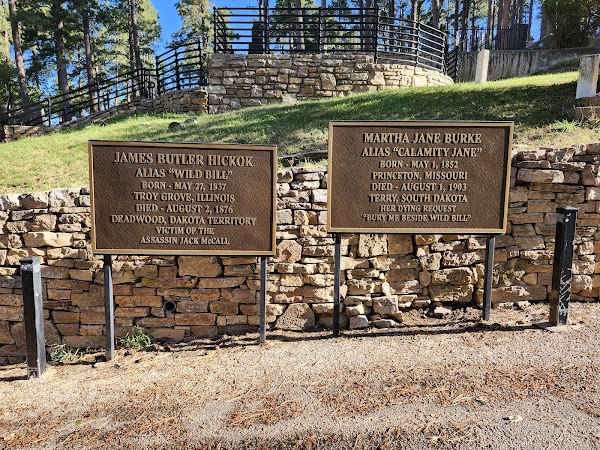 JAMES BUTLER HICKOK
ALIAS "WILD BILL"
BORN - MAY 27, 1837
TROY GROVE, ILLINOIS
DIED - AUGUST 2, 1876
DEADWOOD, DAKOTA TERRITORY
VICTIM OF THE
ASSASSIN JACK McCALL
MARTHA JANE BURKE
ALIAS "CALAMITY JANE"
BORN - MAY 1, 1852
PRINCETON, MISSOURI
DIED - AUGUST 1, 1903
TERRY, SOUTH DAKOTA
HER DYING REQUEST
"BURY ME BESIDE WILD BILL"